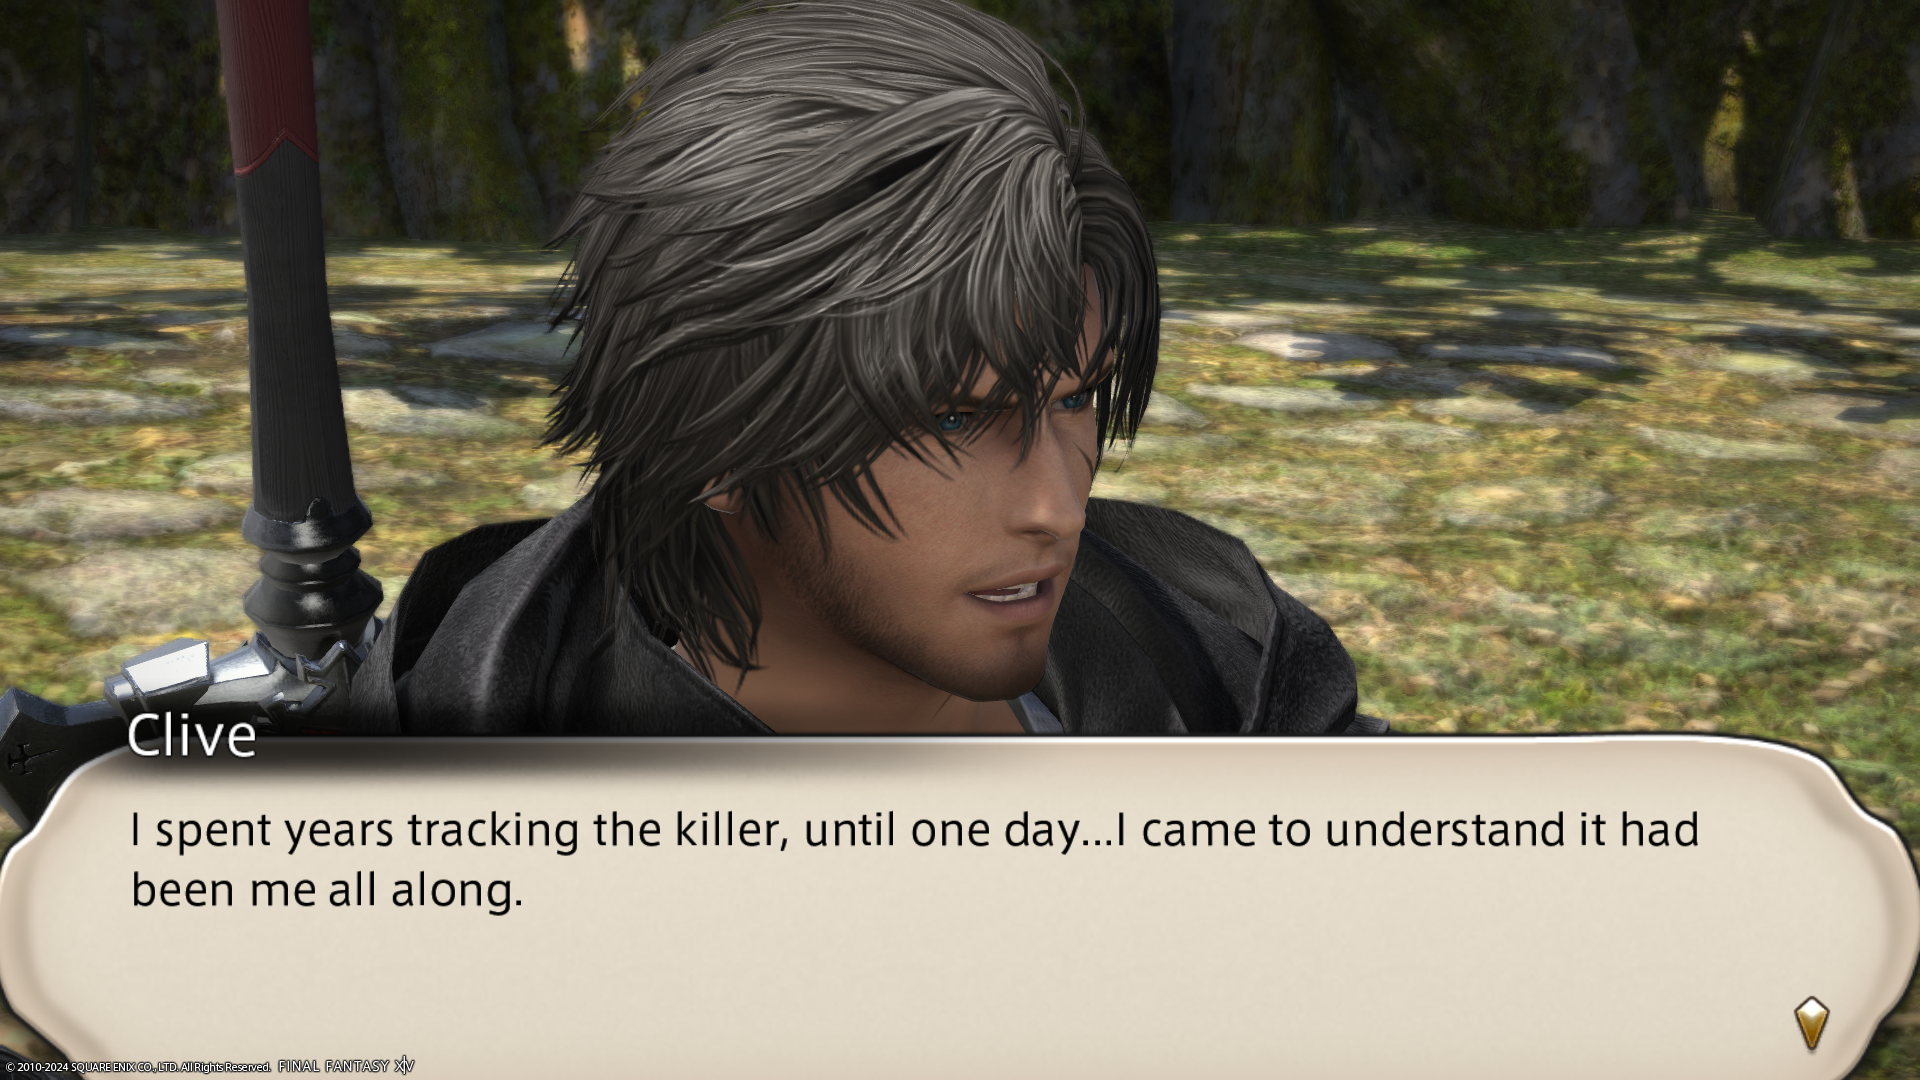 Clive
I spent years tracking the killer, until one day...I came to understand it had
been me all along.
© 2010-2024 SQUARE ENIX CO., LTD. All Rights Reserved. FINAL FANTASY XIV